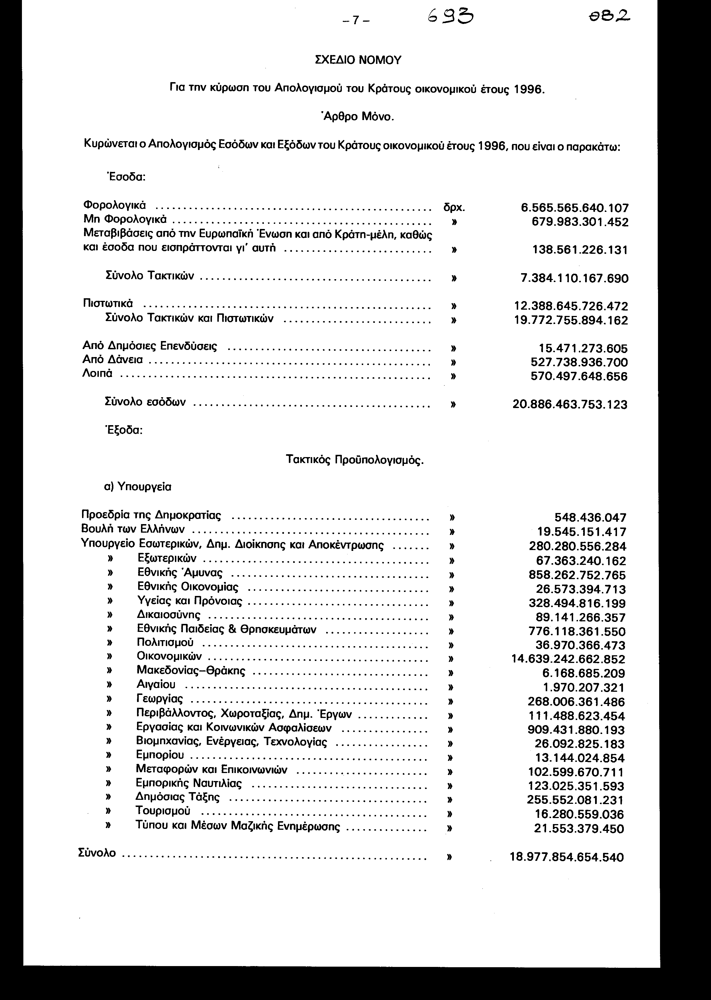 - 7 - 693 ΘΒ2
ΣΧΕΔΙΟ ΝΟΜΟΥ
Για την κύρωση του Απολογισμού του Κράτους οικονομικού έτους 1996.
Άρθρο Μόνο.
Κυρώνεται ο Απολογισμός Εσόδων και Εξόδων του Κράτους οικονομικού έτους 1996, που είναι ο παρακάτω:
Έσοδα:
Φορολογικά .......... δρχ. 6.565.565.640.107
Μη Φορολογικά .......... » 679.983.301.452
Μεταβιβάσεις από την Ευρωπαϊκή Ένωση και από Κράτη-μέλη, καθώς
και έσοδα που εισπράττονται γι' αυτή .......... » 138.561.226.131
Σύνολο Τακτικών .......... » 7.384.110.167.690
Πιστωτικά .......... » 12.388.645.726.472
Σύνολο Τακτικών και Πιστωτικών .......... » 19.772.755.894.162
Από Δημόσιες Επενδύσεις .......... » 15.471.273.605
Από Δάνεια .......... » 527.738.936.700
Λοιπά .......... » 570.497.648.656
Σύνολο εσόδων .......... » 20.886.463.753.123
Έξοδα:
Τακτικός Προϋπολογισμός.
α) Υπουργεία
Προεδρία της Δημοκρατίας .......... » 548.436.047
Βουλή των Ελλήνων .......... » 19.545.151.417
Υπουργείο Εσωτερικών, Δημ. Διοίκησης και Αποκέντρωσης ....... » 280.280.556.284
» Εξωτερικών .......... » 67.363.240.162
» Εθνικής Άμυνας .......... » 858.262.752.765
» Εθνικής Οικονομίας .......... » 26.573.394.713
» Υγείας και Πρόνοιας .......... » 328.494.816.199
» Δικαιοσύνης .......... » 89.141.266.357
» Εθνικής Παιδείας & Θρησκευμάτων .......... » 776.118.361.550
» Πολιτισμού .......... » 36.970.366.473
» Οικονομικών .......... » 14.639.242.662.852
» Μακεδονίας-Θράκης .......... » 6.168.685.209
» Αιγαίου .......... » 1.970.207.321
» Γεωργίας .......... » 268.006.361.486
» Περιβάλλοντος, Χωροταξίας, Δημ. Έργων .......... » 111.488.623.454
» Εργασίας και Κοινωνικών Ασφαλίσεων .......... » 909.431.880.193
» Βιομηχανίας, Ενέργειας, Τεχνολογίας .......... » 26.092.825.183
» Εμπορίου .......... » 13.144.024.854
» Μεταφορών και Επικοινωνιών .......... » 102.599.670.711
» Εμπορικής Ναυτιλίας .......... » 123.025.351.593
» Δημόσιας Τάξης .......... » 255.552.081.231
» Τουρισμού .......... » 16.280.559.036
» Τύπου και Μέσων Μαζικής Ενημέρωσης .......... » 21.553.379.450
Σύνολο .......... » 18.977.854.654.540